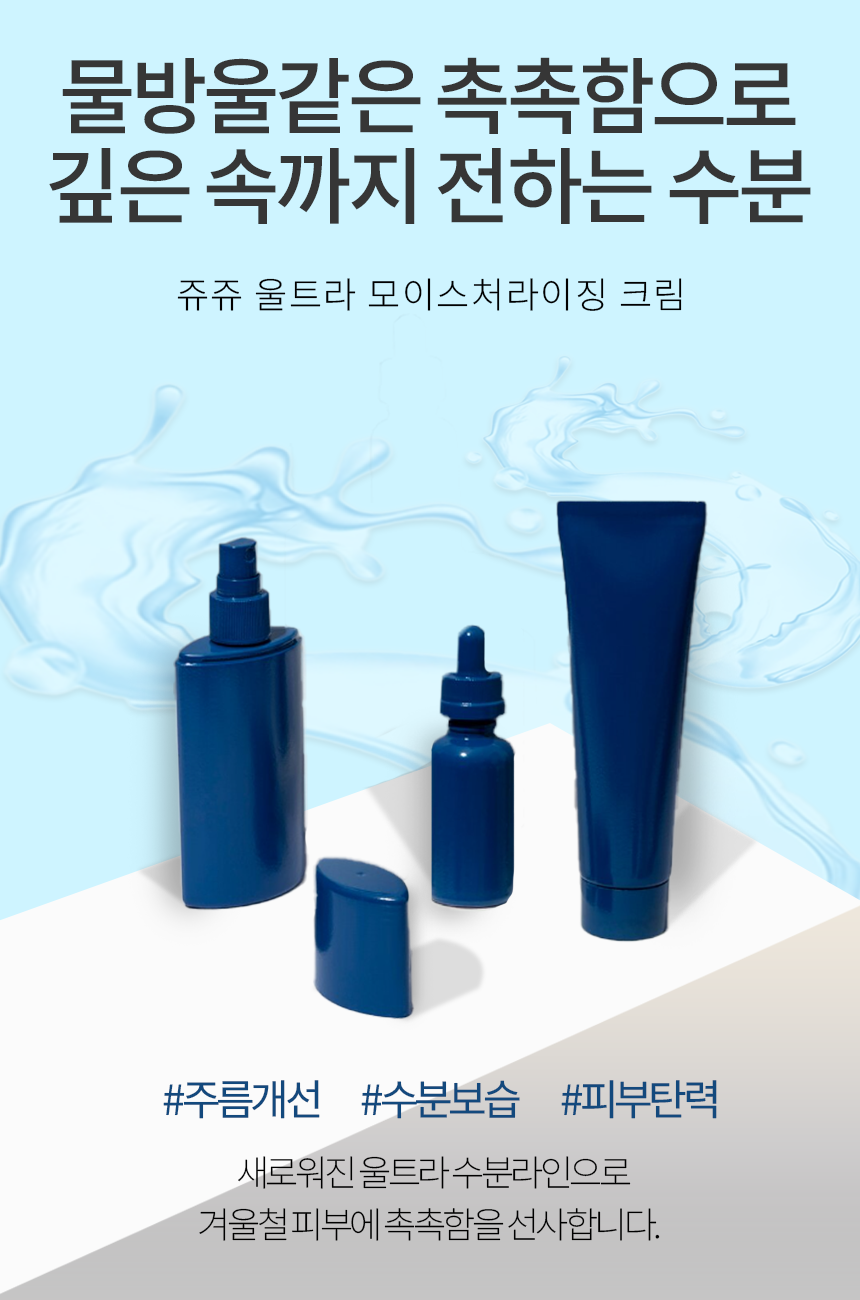 물방울같은 촉촉함으로
깊은 속까지 전하는 수분
쥬쥬 울트라 모이스처라이징 크림
#주름개선 #수분보습 #피부탄력
새로워진 울트라 수분라인으로
겨울철 피부에 촉촉함을 선사합니다.